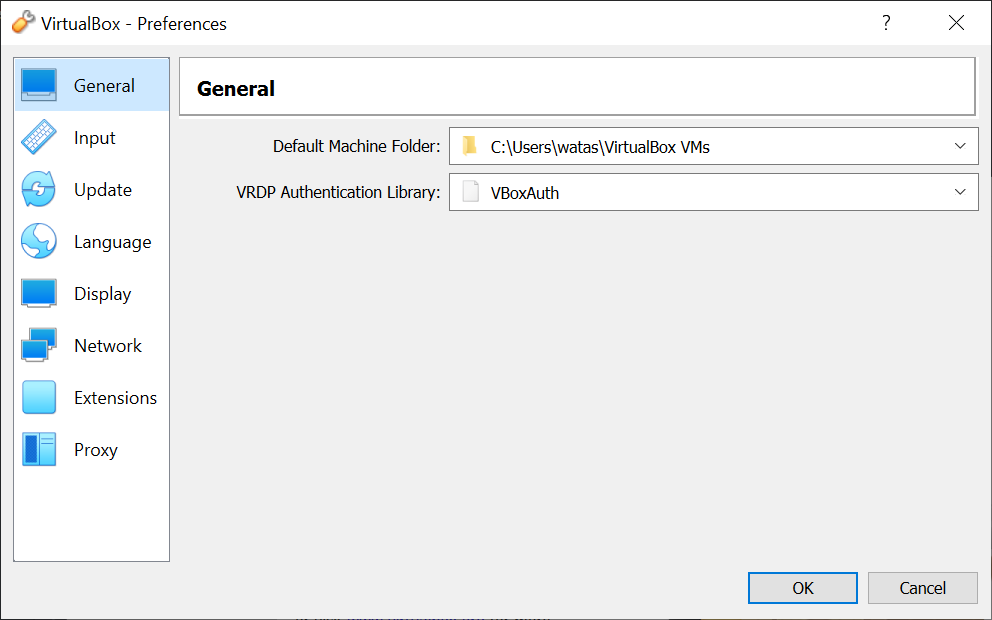 VirtualBox - Preferences
?
General
Input
Update
Language
Display
Network
Extensions
Proxy
General
Default Machine Folder: C:\Users\watas\VirtualBox VMs
VRDP Authentication Library: VBoxAuth
OK Cancel